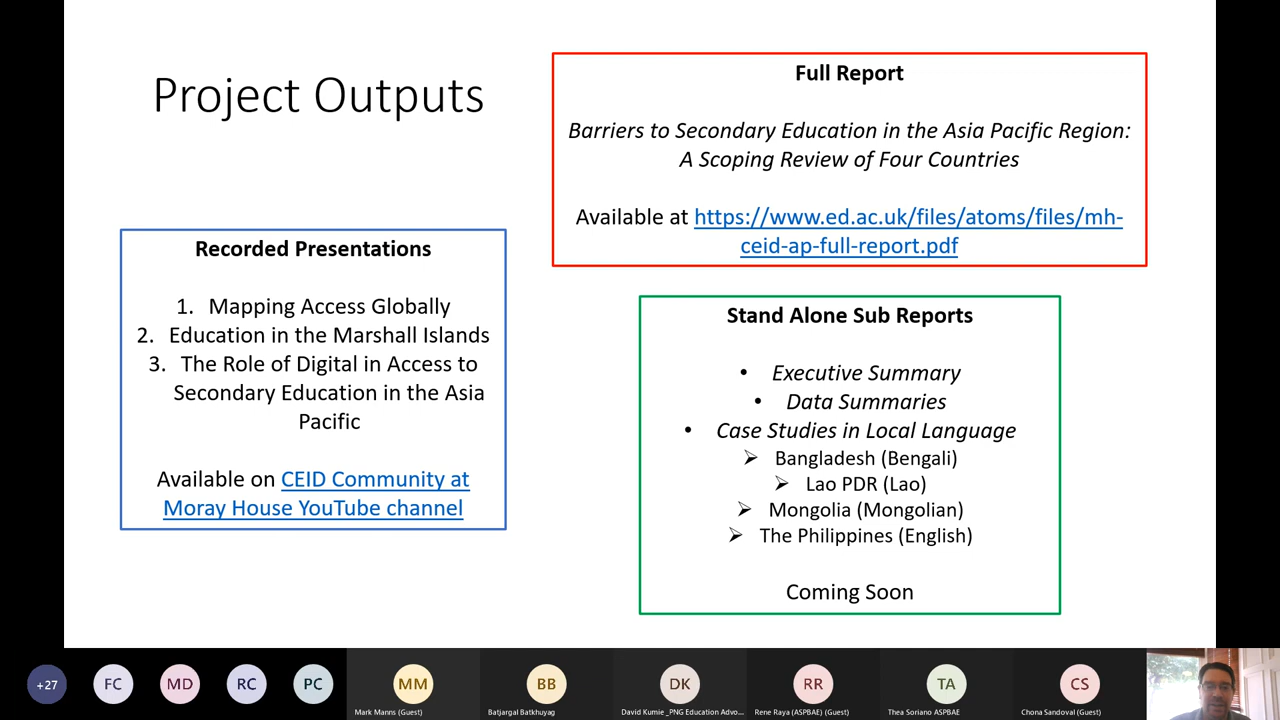 Project Outputs
Full Report
Barriers to Secondary Education in the Asia Pacific Region:
A Scoping Review of Four Countries
Available at https://www.ed.ac.uk/files/atoms/files/mh-
ceid-ap-full-report.pdf
Recorded Presentations
1. Mapping Access Globally
2. Education in the Marshall Islands
3. The Role of Digital in Access to
Secondary Education in the Asia
Pacific
Available on CEID Community at
Moray House YouTube channel
Stand Alone Sub Reports
• Executive Summary
• Data Summaries
• Case Studies in Local Language
➢ Bangladesh (Bengali)
➢ Lao PDR (Lao)
➢ Mongolia (Mongolian)
➢ The Philippines (English)
Coming Soon
+27
FC
MD
RC
PC
MM
Mark Manns (Guest)
BB
Batjargal Batkhuyag
DK
David Kumie _PNG Education Advo...
RR
Rene Raya (ASPBAE) (Guest)
TA
Thea Soriano ASPBAE
CS
Chona Sandoval (Guest)